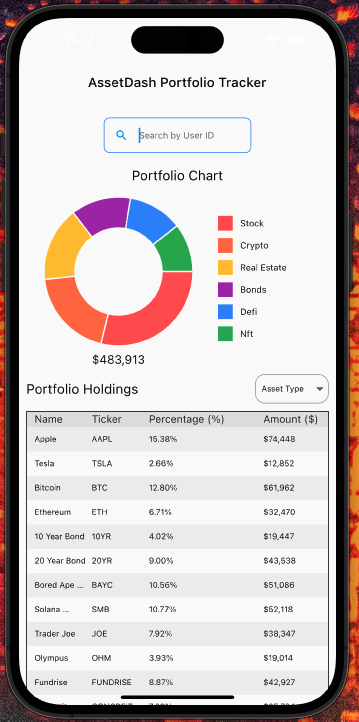 11:12
AssetDash Portfolio Tracker
Search by User ID
Portfolio Chart
Stock
Crypto
Real Estate
Bonds
Defi
Nft
$483,913
Portfolio Holdings
Asset Type
Name Ticker Percentage (%) Amount ($)
Apple AAPL 15.38% $74,448
Tesla TSLA 2.66% $12,852
Bitcoin BTC 12.80% $61,962
Ethereum ETH 6.71% $32,470
10 Year Bond 10YR 4.02% $19,447
20 Year Bond 20YR 9.00% $43,538
Bored Ape ... BAYC 10.56% $51,086
Solana ... SMB 10.77% $52,118
Trader Joe JOE 7.92% $38,347
Olympus OHM 3.93% $19,014
Fundrise FUNDRISE 8.87% $42,927